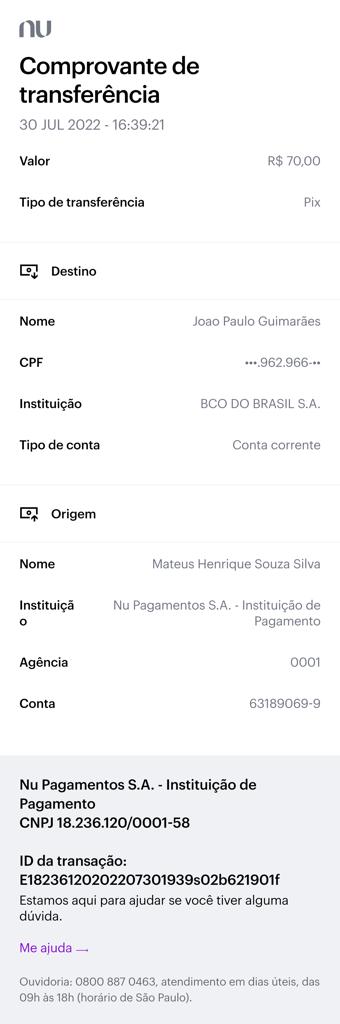 nu
Comprovante de
transferência
30 JUL 2022 - 16:39:21
Valor R$ 70,00
Tipo de transferência Pix
Destino
Nome Joao Paulo Guimarães
CPF •••.962.966-••
Instituição BCO DO BRASIL S.A.
Tipo de conta Conta corrente
Origem
Nome Mateus Henrique Souza Silva
Instituiçã Nu Pagamentos S.A. - Instituição de
o Pagamento
Agência 0001
Conta 63189069-9
Nu Pagamentos S.A. - Instituição de
Pagamento
CNPJ 18.236.120/0001-58
ID da transação:
E18236120202207301939s02b621901f
Estamos aqui para ajudar se você tiver alguma
dúvida.
Me ajuda
Ouvidoria: 0800 887 0463, atendimento em dias úteis, das
09h às 18h (horário de São Paulo).